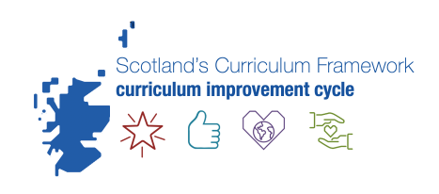 Scotland's Curriculum Framework
curriculum improvement cycle